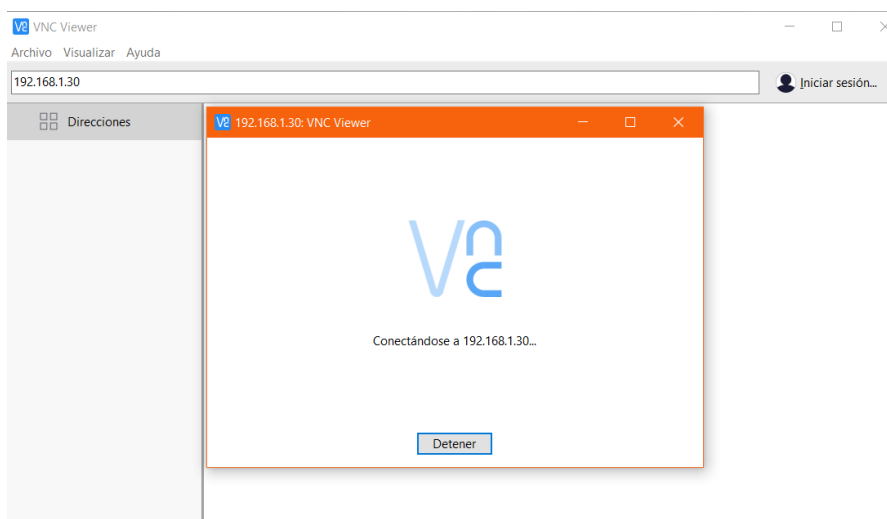 VNC Viewer
Archivo Visualizar Ayuda
192.168.1.30
Iniciar sesión...
Direcciones
192.168.1.30: VNC Viewer
Conectándose a 192.168.1.30...
Detener